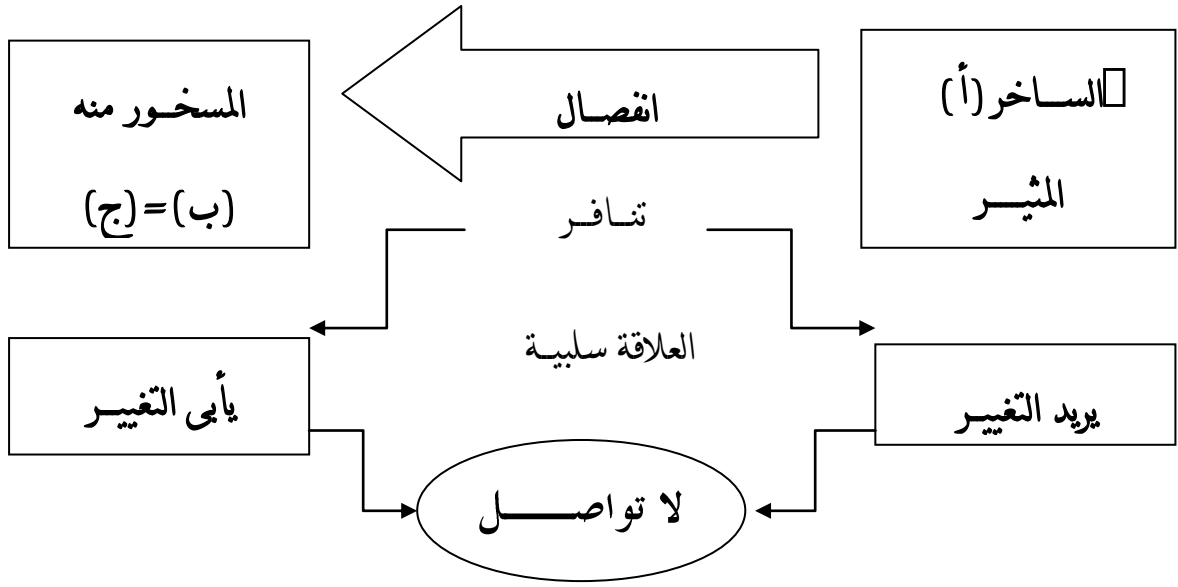 الساخر (أ)
المثير
انفصال
المسخور منه
(ب)=(ج)
تنافر
العلاقة سلبية
يريد التغيير
يأبى التغيير
لا تواصل